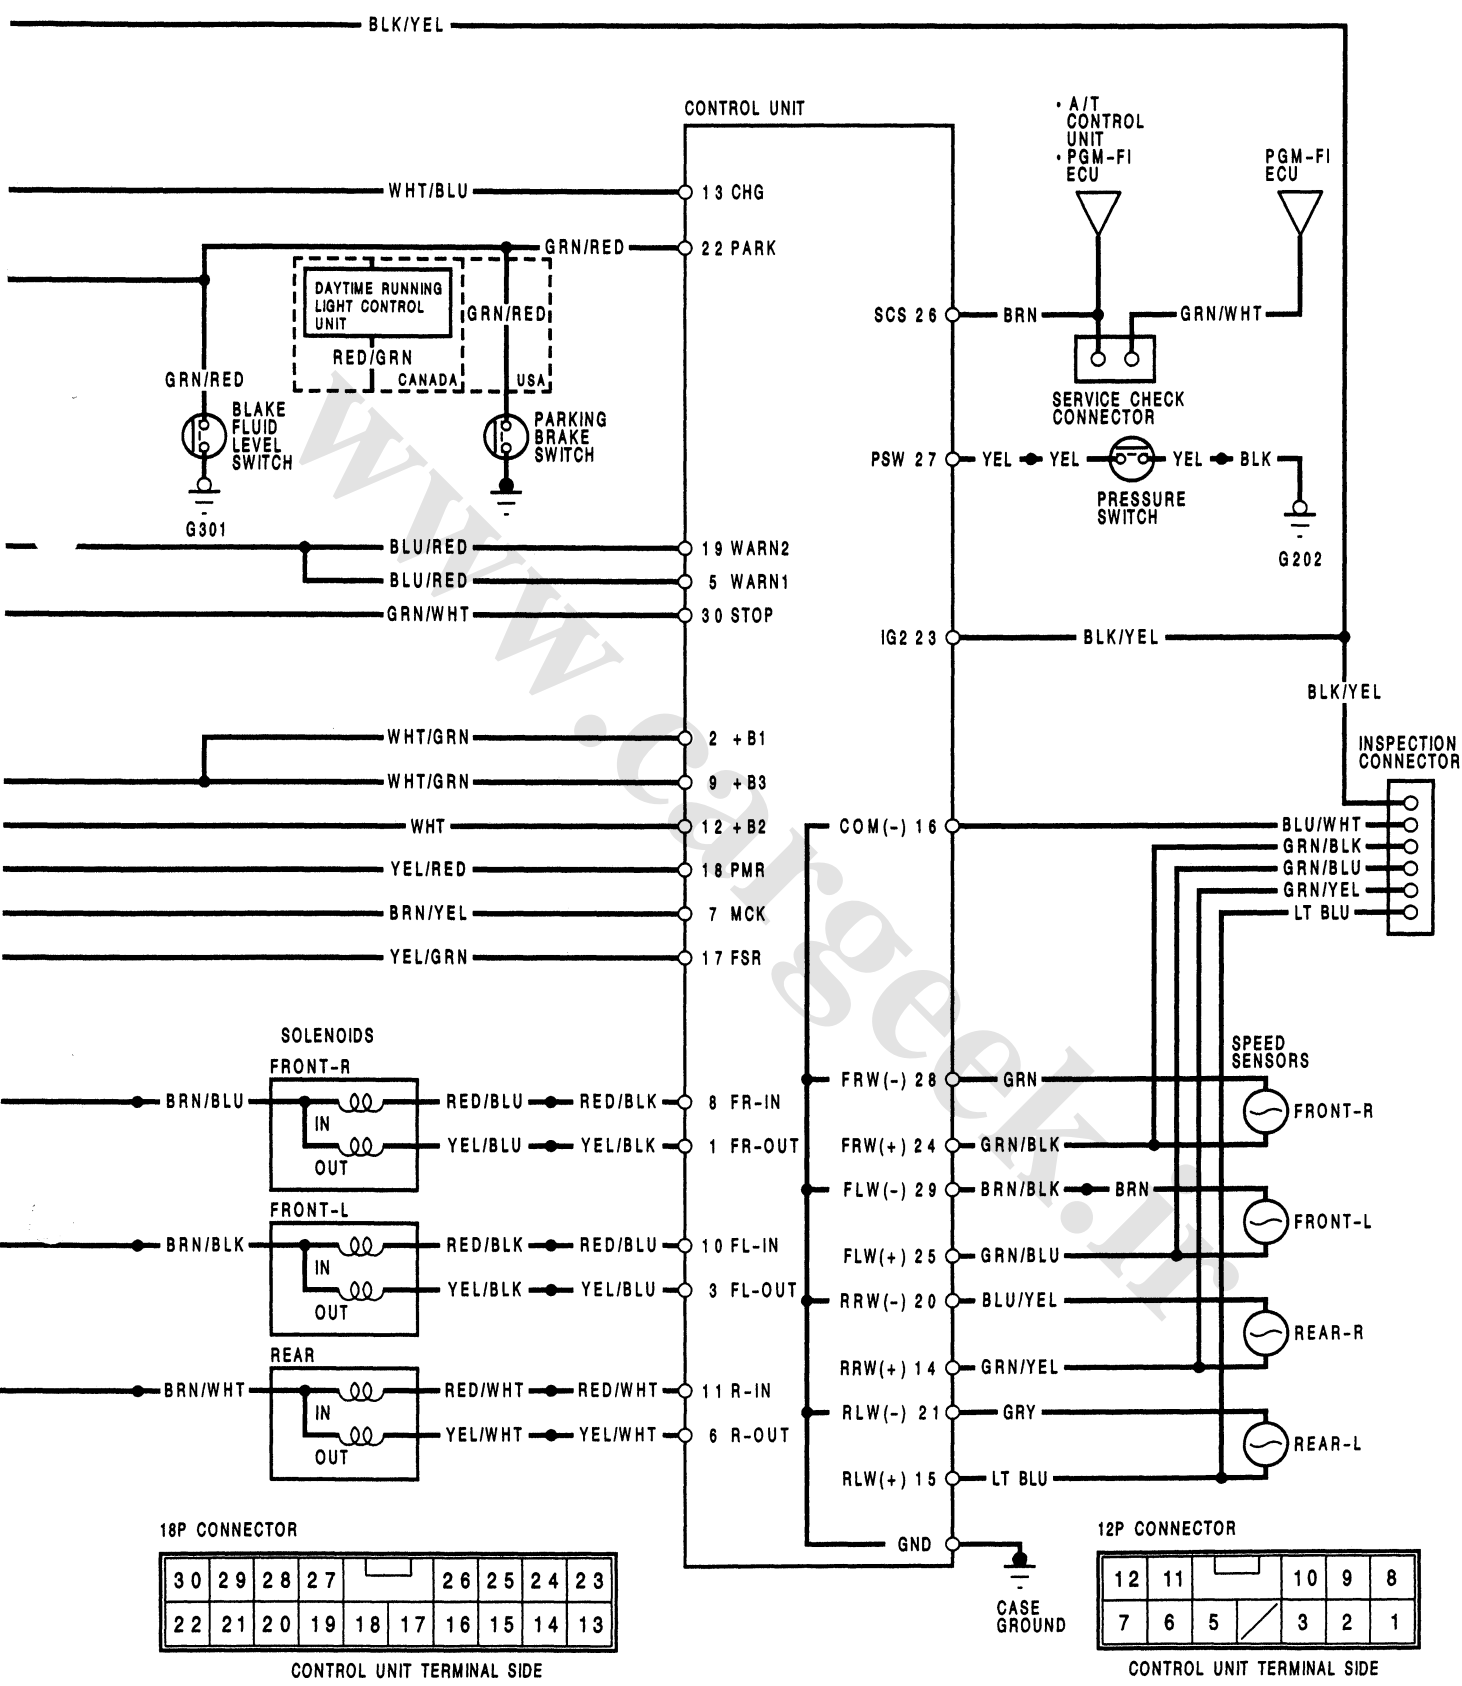 BLK/YEL
CONTROL UNIT
• A/T
CONTROL
UNIT
• PGM-FI
ECU
PGM-FI
ECU
WHT/BLU
13 CHG
GRN/RED
22 PARK
DAYTIME RUNNING
LIGHT CONTROL
UNIT
GRN/RED
RED/GRN
CANADA
USA
SCS 26
BRN
GRN/WHT
GRN/RED
BLAKE
FLUID
LEVEL
SWITCH
PARKING
BRAKE
SWITCH
SERVICE CHECK
CONNECTOR
PSW 27
YEL
YEL
YEL
BLK
PRESSURE
SWITCH
G301
G202
BLU/RED
19 WARN2
BLU/RED
5 WARN1
GRN/WHT
30 STOP
IG2 23
BLK/YEL
BLK/YEL
WHT/GRN
2 +B1
INSPECTION
CONNECTOR
WHT/GRN
9 +B3
WHT
12 +B2
COM(-) 16
BLU/WHT
GRN/BLK
YEL/RED
18 PMR
GRN/BLU
GRN/YEL
BRN/YEL
7 MCK
LT BLU
YEL/GRN
17 FSR
SOLENOIDS
FRONT-R
SPEED
SENSORS
FRW(-) 28
GRN
BRN/BLU
RED/BLU
RED/BLK
8 FR-IN
FRONT-R
IN
YEL/BLU
YEL/BLK
1 FR-OUT
FRW(+) 24
GRN/BLK
OUT
FLW(-) 29
BRN/BLK
BRN
FRONT-L
FRONT-L
BRN/BLK
RED/BLK
RED/BLU
10 FL-IN
FLW(+) 25
GRN/BLU
IN
YEL/BLK
YEL/BLU
3 FL-OUT
RRW(-) 20
BLU/YEL
OUT
REAR-R
REAR
RRW(+) 14
GRN/YEL
BRN/WHT
RED/WHT
RED/WHT
11 R-IN
RLW(-) 21
GRY
IN
YEL/WHT
YEL/WHT
6 R-OUT
REAR-L
OUT
RLW(+) 15
LT BLU
18P CONNECTOR
12P CONNECTOR
GND
30 29 28 27 26 25 24 23
22 21 20 19 18 17 16 15 14 13
CONTROL UNIT TERMINAL SIDE
CASE
GROUND
12 11 10 9 8
7 6 5 3 2 1
CONTROL UNIT TERMINAL SIDE
www.cargeek.ir